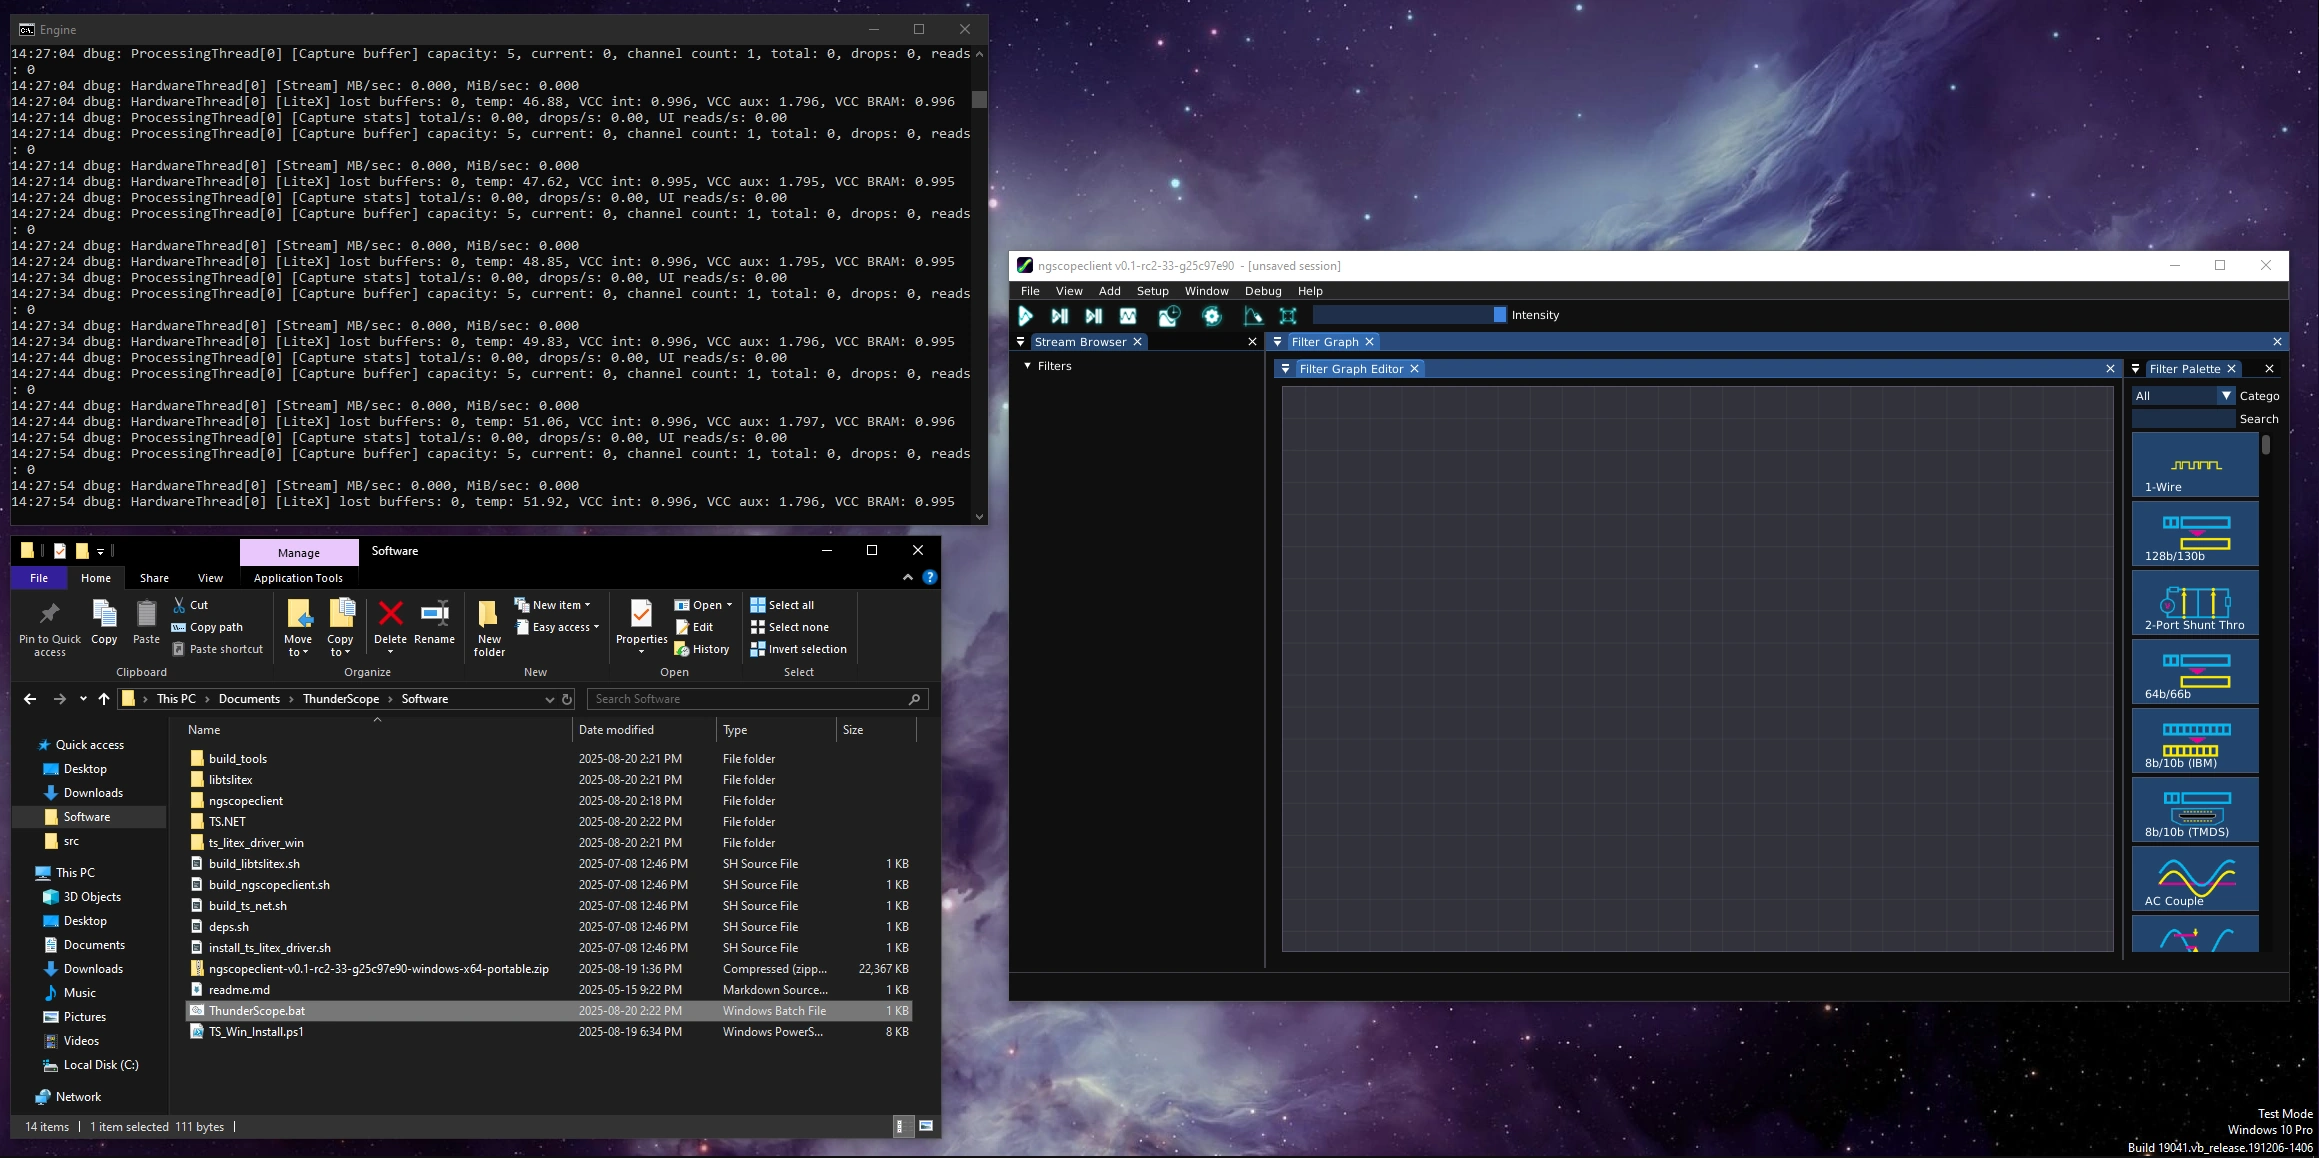 Engine
14:27:04 dbug: ProcessingThread[0] [Capture buffer] capacity: 5, current: 0, channel count: 1, total: 0, drops: 0, reads
: 0
14:27:04 dbug: HardwareThread[0] [Stream] MB/sec: 0.000, MiB/sec: 0.000
14:27:04 dbug: HardwareThread[0] [LiteX] lost buffers: 0, temp: 46.88, VCC int: 0.996, VCC aux: 1.796, VCC BRAM: 0.996
14:27:14 dbug: ProcessingThread[0] [Capture stats] total/s: 0.00, drops/s: 0.00, UI reads/s: 0.00
14:27:14 dbug: ProcessingThread[0] [Capture buffer] capacity: 5, current: 0, channel count: 1, total: 0, drops: 0, reads
: 0
14:27:14 dbug: HardwareThread[0] [Stream] MB/sec: 0.000, MiB/sec: 0.000
14:27:14 dbug: HardwareThread[0] [LiteX] lost buffers: 0, temp: 47.62, VCC int: 0.995, VCC aux: 1.795, VCC BRAM: 0.995
14:27:24 dbug: ProcessingThread[0] [Capture stats] total/s: 0.00, drops/s: 0.00, UI reads/s: 0.00
14:27:24 dbug: ProcessingThread[0] [Capture buffer] capacity: 5, current: 0, channel count: 1, total: 0, drops: 0, reads
: 0
14:27:24 dbug: HardwareThread[0] [Stream] MB/sec: 0.000, MiB/sec: 0.000
14:27:24 dbug: HardwareThread[0] [LiteX] lost buffers: 0, temp: 48.85, VCC int: 0.996, VCC aux: 1.795, VCC BRAM: 0.995
14:27:34 dbug: ProcessingThread[0] [Capture stats] total/s: 0.00, drops/s: 0.00, UI reads/s: 0.00
14:27:34 dbug: ProcessingThread[0] [Capture buffer] capacity: 5, current: 0, channel count: 1, total: 0, drops: 0, reads
: 0
14:27:34 dbug: HardwareThread[0] [Stream] MB/sec: 0.000, MiB/sec: 0.000
14:27:34 dbug: HardwareThread[0] [LiteX] lost buffers: 0, temp: 49.83, VCC int: 0.996, VCC aux: 1.796, VCC BRAM: 0.995
14:27:44 dbug: ProcessingThread[0] [Capture stats] total/s: 0.00, drops/s: 0.00, UI reads/s: 0.00
14:27:44 dbug: ProcessingThread[0] [Capture buffer] capacity: 5, current: 0, channel count: 1, total: 0, drops: 0, reads
: 0
14:27:44 dbug: HardwareThread[0] [Stream] MB/sec: 0.000, MiB/sec: 0.000
14:27:44 dbug: HardwareThread[0] [LiteX] lost buffers: 0, temp: 51.06, VCC int: 0.996, VCC aux: 1.797, VCC BRAM: 0.996
14:27:54 dbug: ProcessingThread[0] [Capture stats] total/s: 0.00, drops/s: 0.00, UI reads/s: 0.00
14:27:54 dbug: ProcessingThread[0] [Capture buffer] capacity: 5, current: 0, channel count: 1, total: 0, drops: 0, reads
: 0
14:27:54 dbug: HardwareThread[0] [Stream] MB/sec: 0.000, MiB/sec: 0.000
14:27:54 dbug: HardwareThread[0] [LiteX] lost buffers: 0, temp: 51.92, VCC int: 0.996, VCC aux: 1.796, VCC BRAM: 0.995
Manage Software
File Home Share View Application Tools
Pin to Quick access
Copy
Paste
Cut
Copy path
Paste shortcut
Clipboard
Move to
Copy to
Delete
Rename
Organize
New folder
New item
Easy access
New
Properties
Open
Edit
History
Open
Select all
Select none
Invert selection
Select
This PC Documents ThunderScope Software
Search Software
Quick access
Desktop
Downloads
Software
src
This PC
3D Objects
Desktop
Documents
Downloads
Music
Pictures
Videos
Local Disk (C:)
Network
Name Date modified Type Size
build_tools 2025-08-20 2:21 PM File folder
libtslitex 2025-08-20 2:21 PM File folder
ngscopeclient 2025-08-20 2:18 PM File folder
TS.NET 2025-08-20 2:22 PM File folder
ts_litex_driver_win 2025-08-20 2:21 PM File folder
build_libtslitex.sh 2025-07-08 12:46 PM SH Source File 1 KB
build_ngscopeclient.sh 2025-07-08 12:46 PM SH Source File 1 KB
build_ts_net.sh 2025-07-08 12:46 PM SH Source File 1 KB
deps.sh 2025-07-08 12:46 PM SH Source File 1 KB
install_ts_litex_driver.sh 2025-07-08 12:46 PM SH Source File 1 KB
ngscopeclient-v0.1-rc2-33-g25c97e90-windows-x64-portable.zip 2025-08-19 1:36 PM Compressed (zipp... 22,367 KB
readme.md 2025-05-15 9:22 PM Markdown Source... 1 KB
ThunderScope.bat 2025-08-20 2:22 PM Windows Batch File 1 KB
TS_Win_Install.ps1 2025-08-19 6:34 PM Windows PowerS... 8 KB
14 items 1 item selected 111 bytes
ngscopeclient v0.1-rc2-33-g25c97e90 - [unsaved session]
File View Add Setup Window Debug Help
Intensity
Stream Browser
Filters
Filter Graph
Filter Graph Editor
Filter Palette
All Catego
Search
1-Wire
128b/130b
2-Port Shunt Thro
64b/66b
8b/10b (IBM)
8b/10b (TMDS)
AC Couple
Test Mode
Windows 10 Pro
Build 19041.vb_release.191206-1406